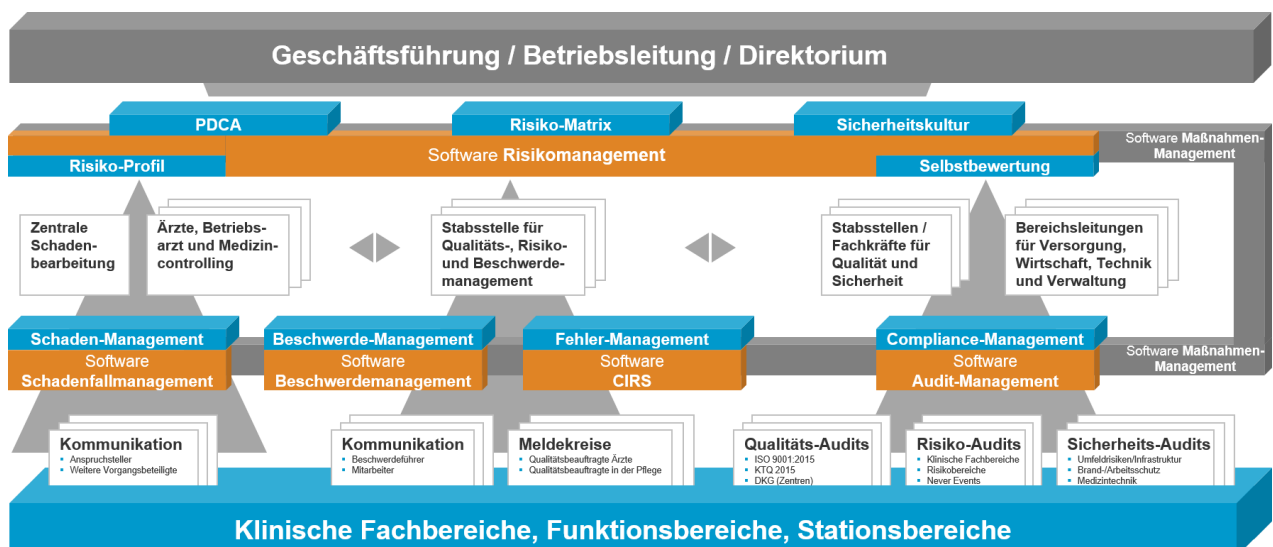 Geschäftsführung / Betriebsleitung / Direktorium
PDCA
Risiko-Matrix
Sicherheitskultur
Software Risikomanagement
Risiko-Profil
Selbstbewertung
Software Maßnahmen-
Management
Zentrale
Schaden-
bearbeitung
Ärzte, Betriebs-
arzt und Medizin-
controlling
Stabsstelle für
Qualitäts-, Risiko-
und Beschwerde-
management
Stabsstellen /
Fachkräfte für
Qualität und
Sicherheit
Bereichsleitungen
für Versorgung,
Wirtschaft, Technik
und Verwaltung
Schaden-Management
Software
Schadenfallmanagement
Beschwerde-Management
Software
Beschwerdemanagement
Fehler-Management
Software
CIRS
Compliance-Management
Software
Audit-Management
Software Maßnahmen-
Management
Kommunikation
Anspruchsteller
Weitere Vorgangsbeteiligte
Kommunikation
Beschwerdeführer
Mitarbeiter
Meldekreise
Qualitätsbeauftragte Ärzte
Qualitätsbeauftragte in der Pflege
Qualitäts-Audits
ISO 9001:2015
KTQ 2015
DKG (Zentren)
Risiko-Audits
Klinische Fachbereiche
Risikobereiche
Never Events
Sicherheits-Audits
Umfeldrisiken/Infrastruktur
Brand-/Arbeitsschutz
Medizintechnik
Klinische Fachbereiche, Funktionsbereiche, Stationsbereiche